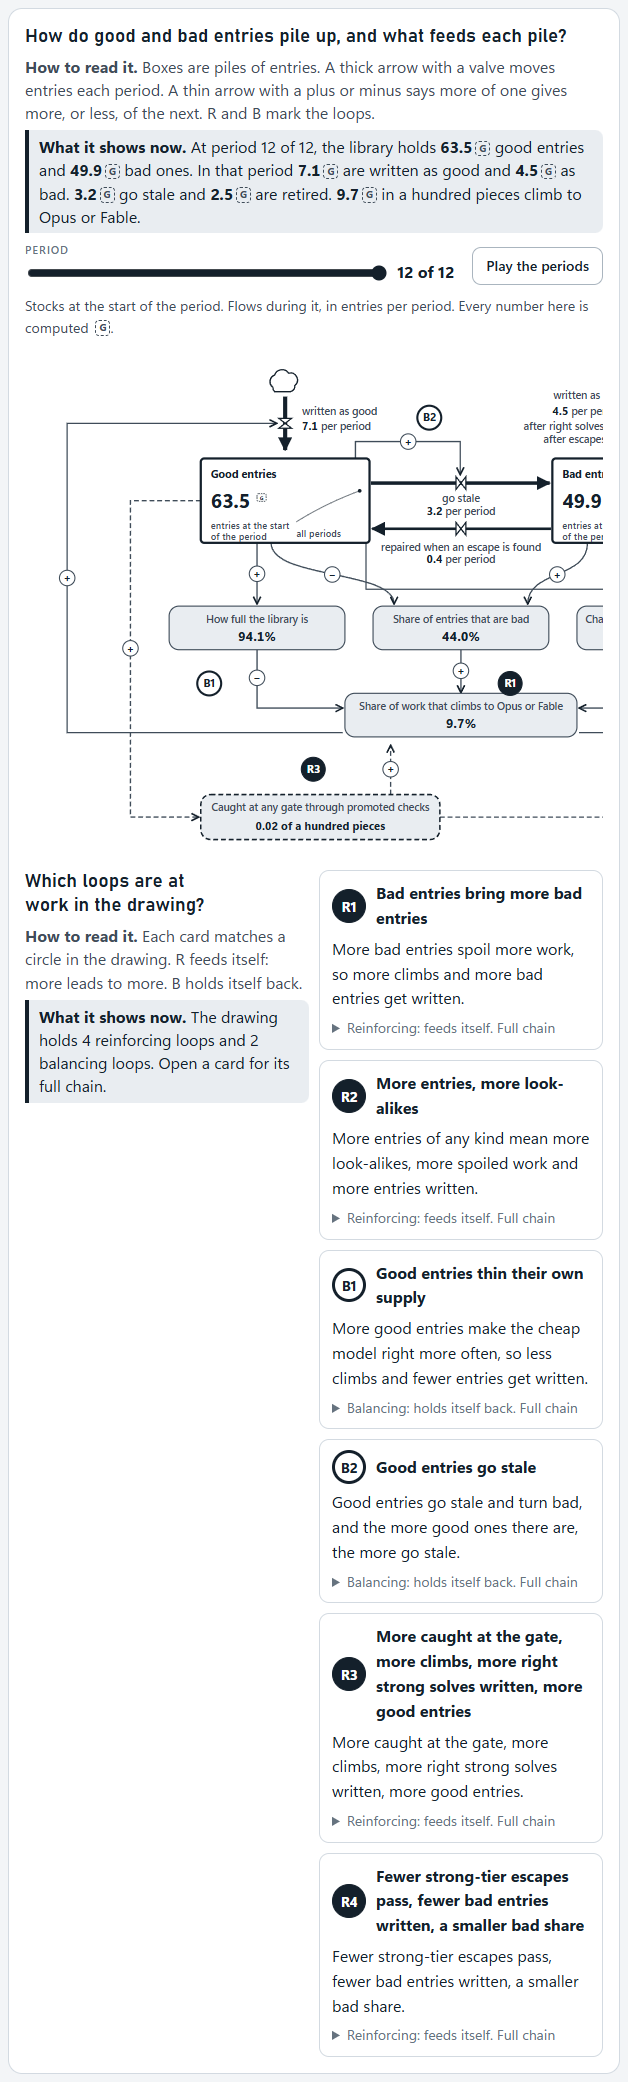 How do good and bad entries pile up, and what feeds each pile?
How to read it. Boxes are piles of entries. A thick arrow with a valve moves
entries each period. A thin arrow with a plus or minus says more of one gives
more, or less, of the next. R and B mark the loops.
What it shows now. At period 12 of 12, the library holds 63.5 G good entries
and 49.9 G bad ones. In that period 7.1 G are written as good and 4.5 G as
bad. 3.2 G go stale and 2.5 G are retired. 9.7 G in a hundred pieces climb to
Opus or Fable.
PERIOD
12 of 12
Play the periods
Stocks at the start of the period. Flows during it, in entries per period. Every number here is
computed G.
written as good
7.1 per period
B2
written as
4.5 per pe
after right solves
after escapes
+
+
Good entries
63.5 G
entries at the start
of the period
all periods
go stale
3.2 per period
repaired when an escape is found
0.4 per period
Bad entr
49.9
entries at
of the pe
+
−
+
+
+
How full the library is
94.1%
Share of entries that are bad
44.0%
Cha
B1
−
+
R1
Share of work that climbs to Opus or Fable
9.7%
R3
+
Caught at any gate through promoted checks
0.02 of a hundred pieces
Which loops are at
work in the drawing?
How to read it. Each card matches a
circle in the drawing. R feeds itself:
more leads to more. B holds itself back.
What it shows now. The drawing
holds 4 reinforcing loops and 2
balancing loops. Open a card for its
full chain.
R1
Bad entries bring more bad
entries
More bad entries spoil more work,
so more climbs and more bad
entries get written.
Reinforcing: feeds itself. Full chain
R2
More entries, more look-
alikes
More entries of any kind mean more
look-alikes, more spoiled work and
more entries written.
Reinforcing: feeds itself. Full chain
B1
Good entries thin their own
supply
More good entries make the cheap
model right more often, so less
climbs and fewer entries get written.
Balancing: holds itself back. Full chain
B2
Good entries go stale
Good entries go stale and turn bad,
and the more good ones there are,
the more go stale.
Balancing: holds itself back. Full chain
R3
More caught at the gate,
more climbs, more right
strong solves written, more
good entries
More caught at the gate, more
climbs, more right strong solves
written, more good entries.
Reinforcing: feeds itself. Full chain
R4
Fewer strong-tier escapes
pass, fewer bad entries
written, a smaller bad share
Fewer strong-tier escapes pass,
fewer bad entries written, a smaller
bad share.
Reinforcing: feeds itself. Full chain